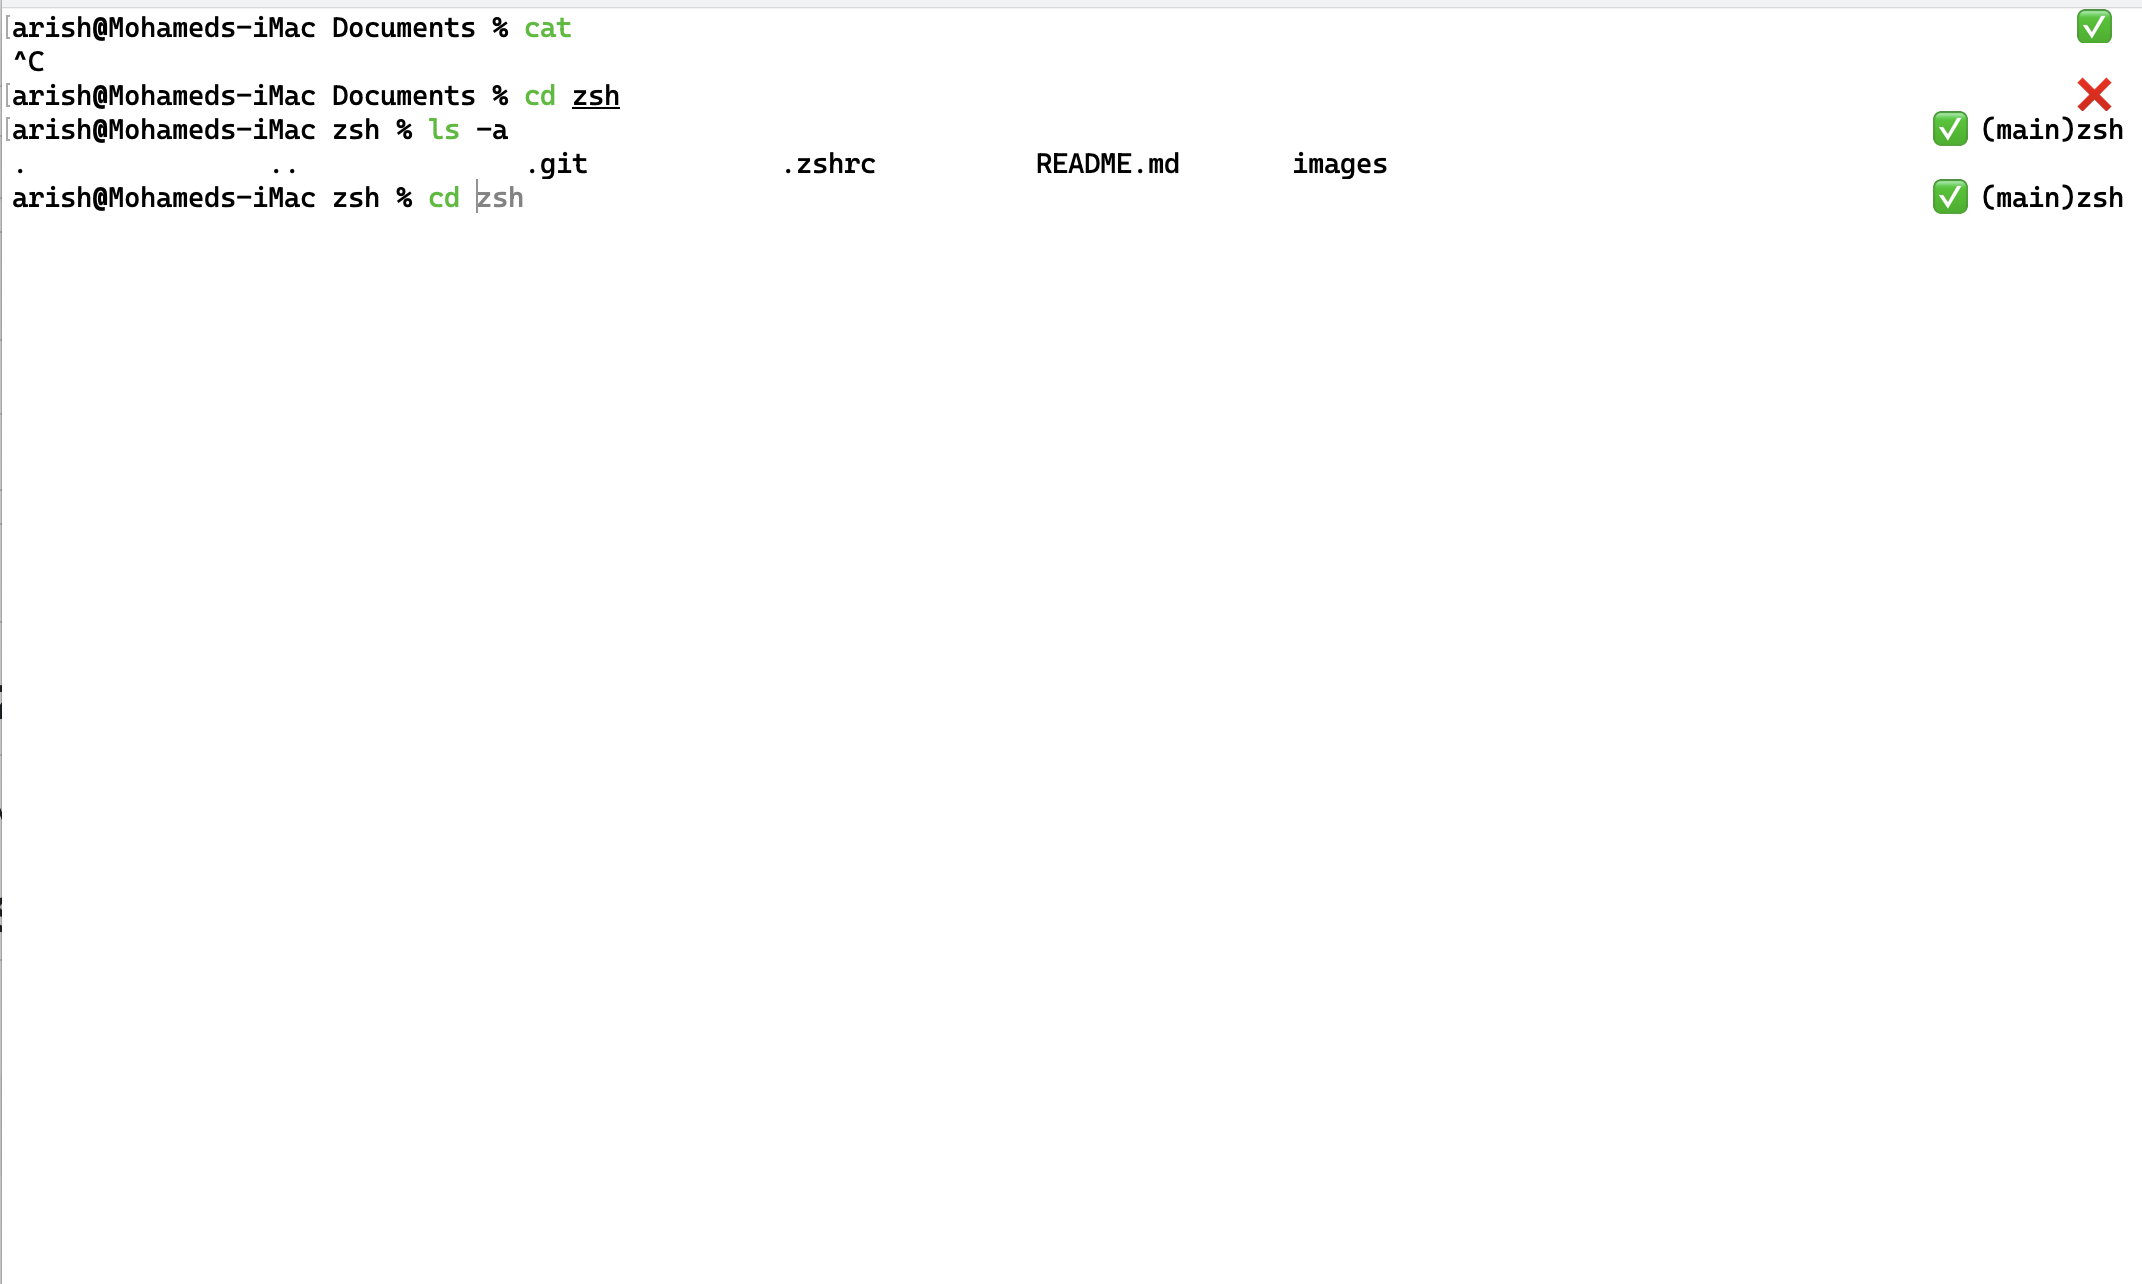 arish@Mohameds-iMac Documents % cat ✅
^C
arish@Mohameds-iMac Documents % cd zsh ❌
arish@Mohameds-iMac zsh % ls -a ✅ (main)zsh
. .. .git .zshrc README.md images
arish@Mohameds-iMac zsh % cd zsh ✅ (main)zsh